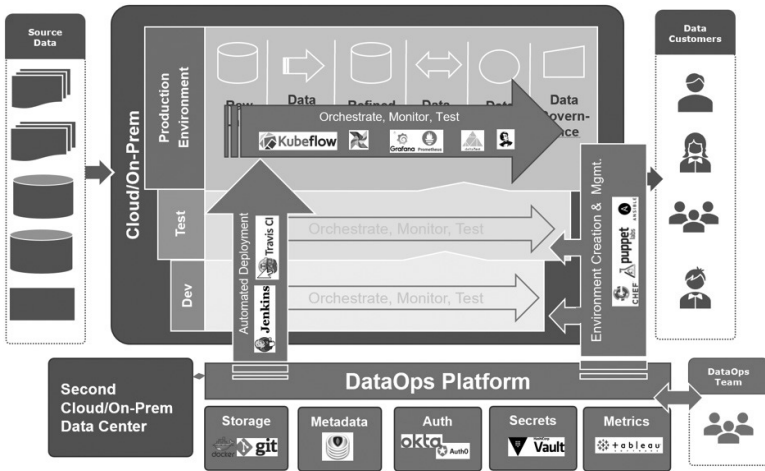 Source
Data
Cloud/On-Prem
Production
Environment
Test
Dev
Data
Refined
Data
Data
Govern-
ance
Orchestrate, Monitor, Test
Kubeflow
Grafana
Prometheus
Orchestrate, Monitor, Test
Orchestrate, Monitor, Test
Automated Deployment
Jenkins
Travis CI
Environment Creation & Mgmt.
CHEF
puppet
labs
ANSIBLE
Data
Customers
Second
Cloud/On-Prem
Data Center
DataOps Platform
DataOps
Team
Storage
docker
git
Metadata
Auth
okta
Auth0
Secrets
Vault
Metrics
tableau